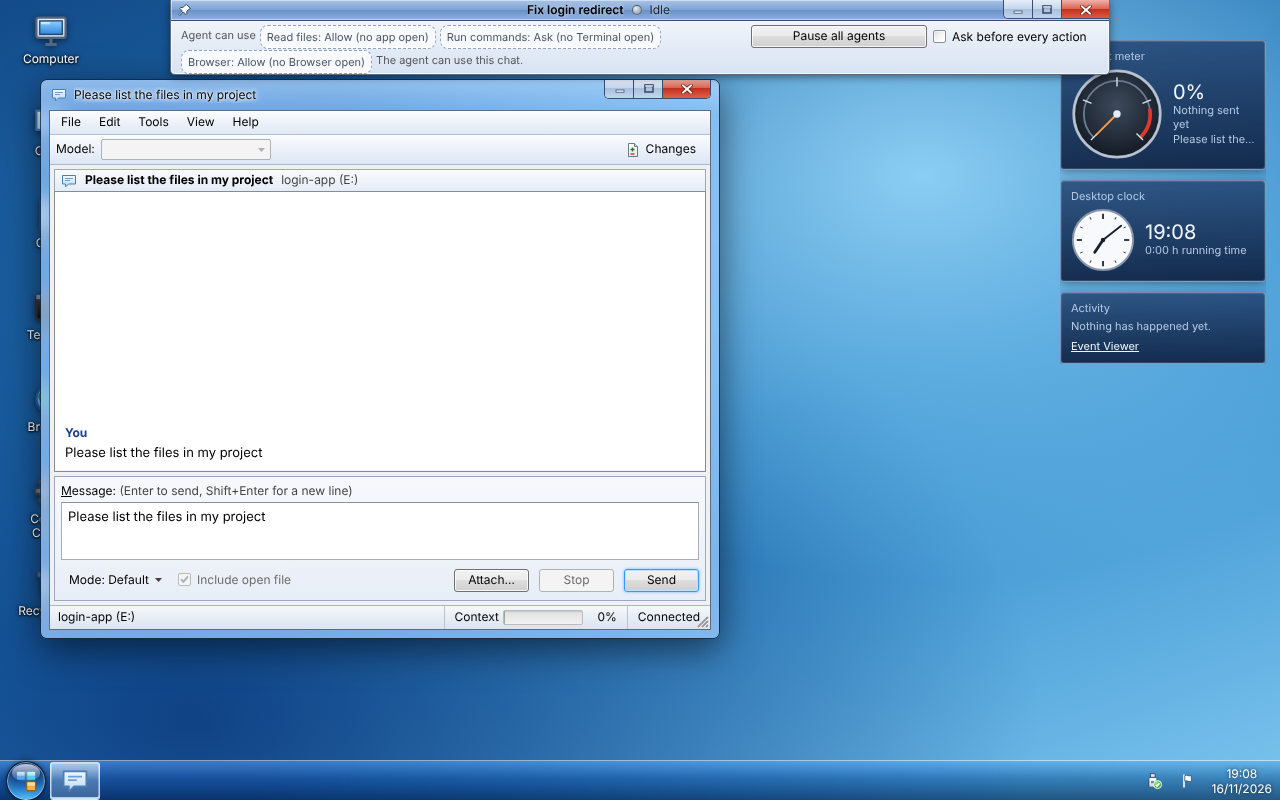 Fix login redirect Idle
Agent can use Read files: Allow (no app open) Run commands: Ask (no Terminal open)
Browser: Allow (no Browser open) The agent can use this chat.
Pause all agents Ask before every action
Computer
Please list the files in my project
File Edit Tools View Help
Model: Changes
Please list the files in my project login-app (E:)
You
Please list the files in my project
Message: (Enter to send, Shift+Enter for a new line)
Please list the files in my project
Mode: Default Include open file Attach... Stop Send
login-app (E:) Context 0% Connected
meter
0%
Nothing sent
yet
Please list the...
Desktop clock
19:08
0:00 h running time
Activity
Nothing has happened yet.
Event Viewer
19:08
16/11/2026